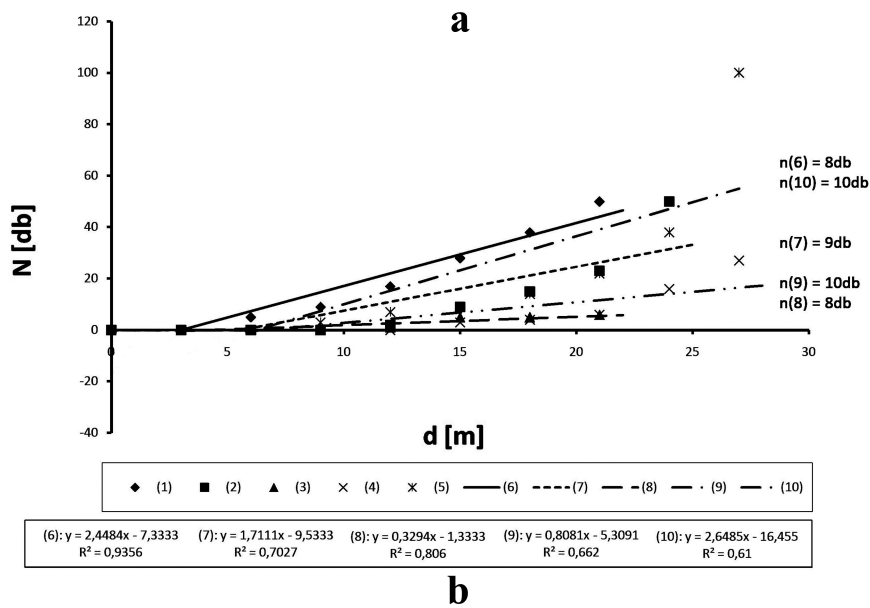 a
120
100
80
60
40
20
0
-20
-40
N [db]
0 5 10 15 20 25 30
d [m]
n(6) = 8db
n(10) = 10db
n(7) = 9db
n(9) = 10db
n(8) = 8db
(1) (2) (3) (4) (5) (6) (7) (8) (9) (10)
(6): y = 2,4484x - 7,3333 (7): y = 1,7111x - 9,5333 (8): y = 0,3294x - 1,3333 (9): y = 0,8081x - 5,3091 (10): y = 2,6485x - 16,455
R² = 0,9356 R² = 0,7027 R² = 0,806 R² = 0,662 R² = 0,61
b